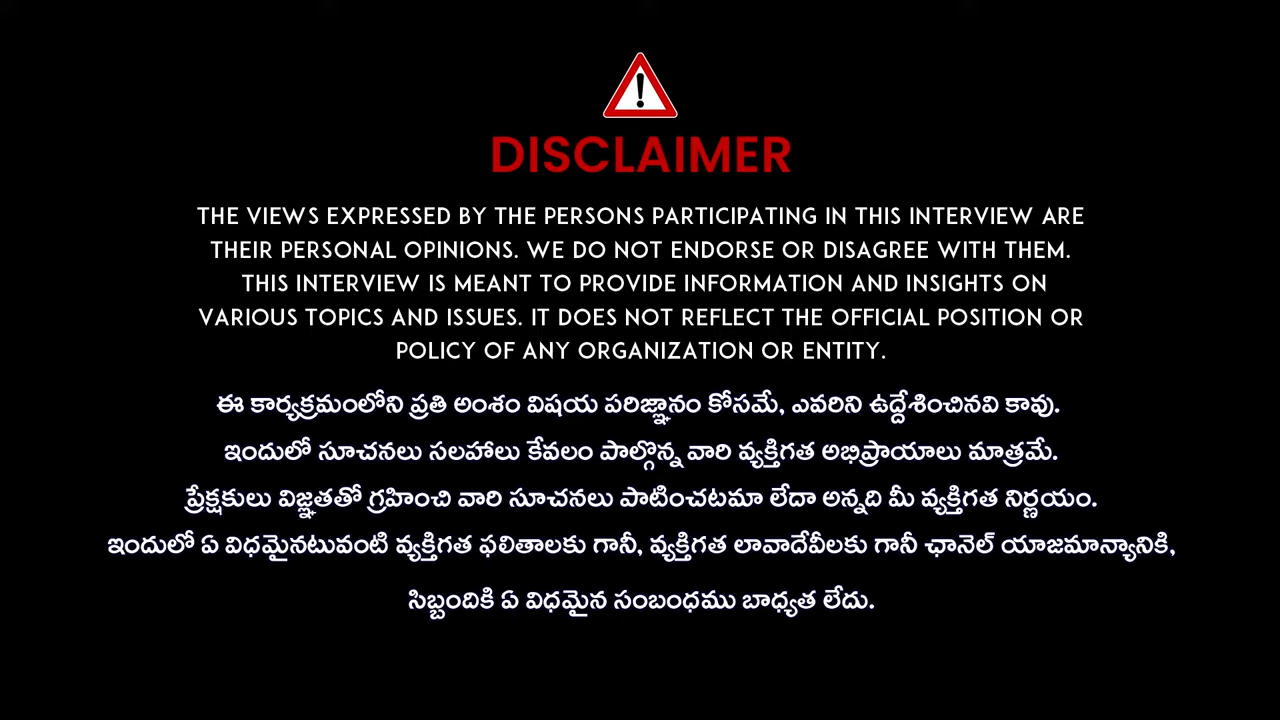 DISCLAIMER
THE VIEWS EXPRESSED BY THE PERSONS PARTICIPATING IN THIS INTERVIEW ARE
THEIR PERSONAL OPINIONS. WE DO NOT ENDORSE OR DISAGREE WITH THEM.
THIS INTERVIEW IS MEANT TO PROVIDE INFORMATION AND INSIGHTS ON
VARIOUS TOPICS AND ISSUES. IT DOES NOT REFLECT THE OFFICIAL POSITION OR
POLICY OF ANY ORGANIZATION OR ENTITY.
ఈ కార్యక్రమంలోని ప్రతి అంశం విషయ పరిజ్ఞానం కోసమే, ఎవరిని ఉద్దేశించినవి కావు.
ఇందులో సూచనలు సలహాలు కేవలం పాల్గొన్న వారి వ్యక్తిగత అభిప్రాయాలు మాత్రమే.
ప్రేక్షకులు విజ్ఞతతో గ్రహించి వారి సూచనలు పాటించటమా లేదా అన్నది మీ వ్యక్తిగత నిర్ణయం.
ఇందులో ఏ విధమైనటువంటి వ్యక్తిగత ఫలితాలకు గానీ, వ్యక్తిగత లావాదేవీలకు గానీ ఛానెల్ యాజమాన్యానికి,
సిబ్బందికి ఏ విధమైన సంబంధము బాధ్యత లేదు.